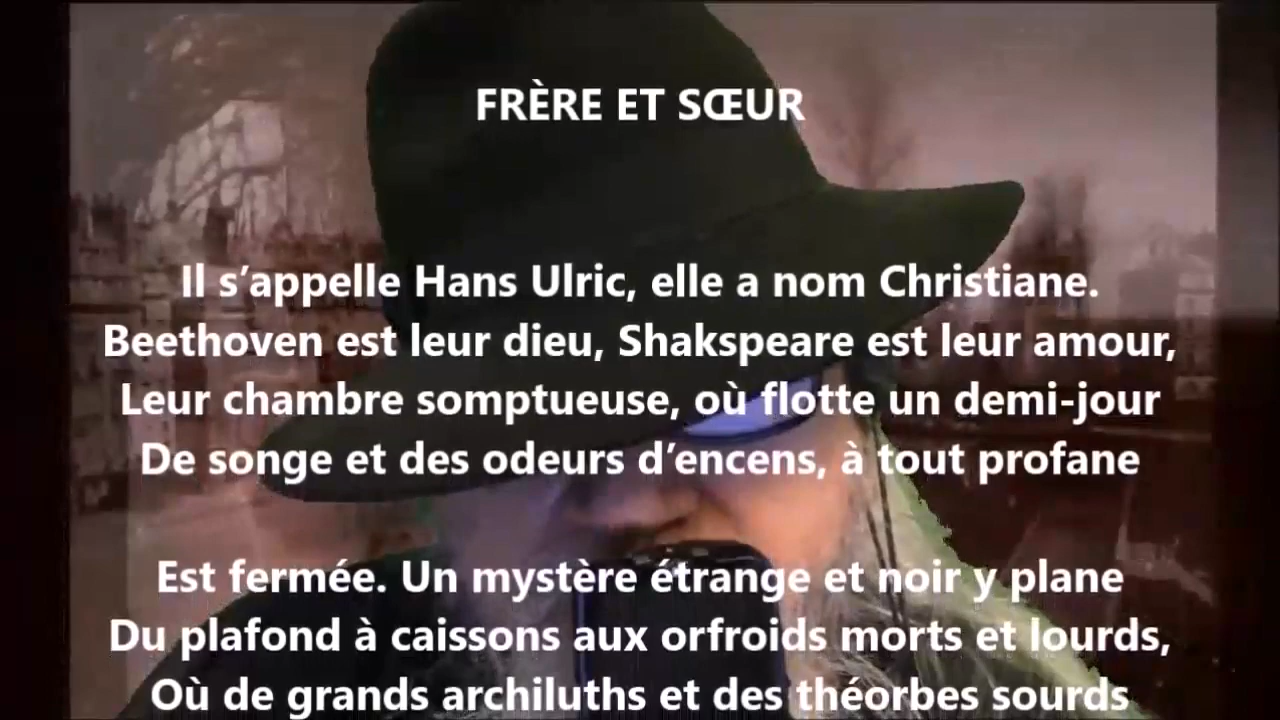 FRÈRE ET SŒUR
Il s’appelle Hans Ulric, elle a nom Christiane.
Beethoven est leur dieu, Shakspeare est leur amour,
Leur chambre somptueuse, où flotte un demi-jour
De songe et des odeurs d’encens, à tout profane
Est fermée. Un mystère étrange et noir y plane
Du plafond à caissons aux orfroids morts et lourds,
Où de grands archiluths et des théorbes sourds